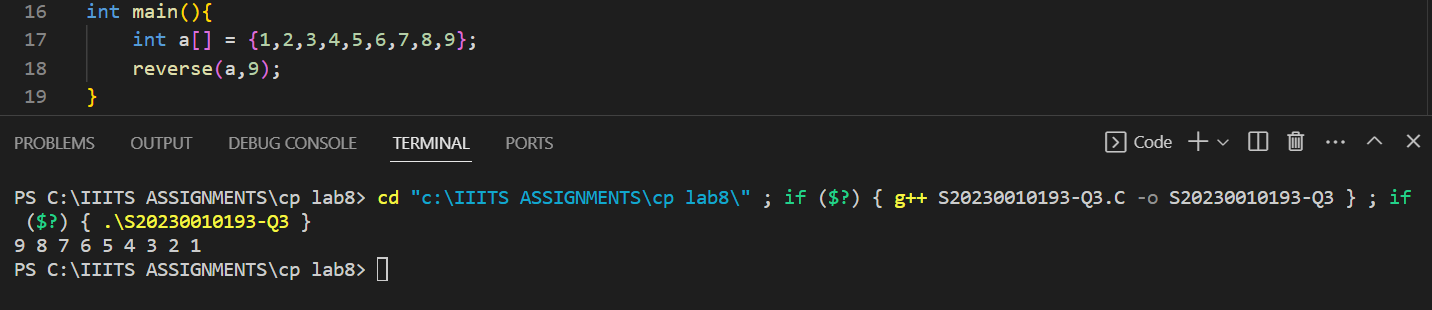 16 int main(){
17 int a[] = {1,2,3,4,5,6,7,8,9};
18 reverse(a,9);
19 }
PROBLEMS OUTPUT DEBUG CONSOLE TERMINAL PORTS Code
PS C:\IIITS ASSIGNMENTS\cp lab8> cd "c:\IIITS ASSIGNMENTS\cp lab8\" ; if ($?) { g++ S20230010193-Q3.C -o S20230010193-Q3 } ; if
($?) { .\S20230010193-Q3 }
9 8 7 6 5 4 3 2 1
PS C:\IIITS ASSIGNMENTS\cp lab8>